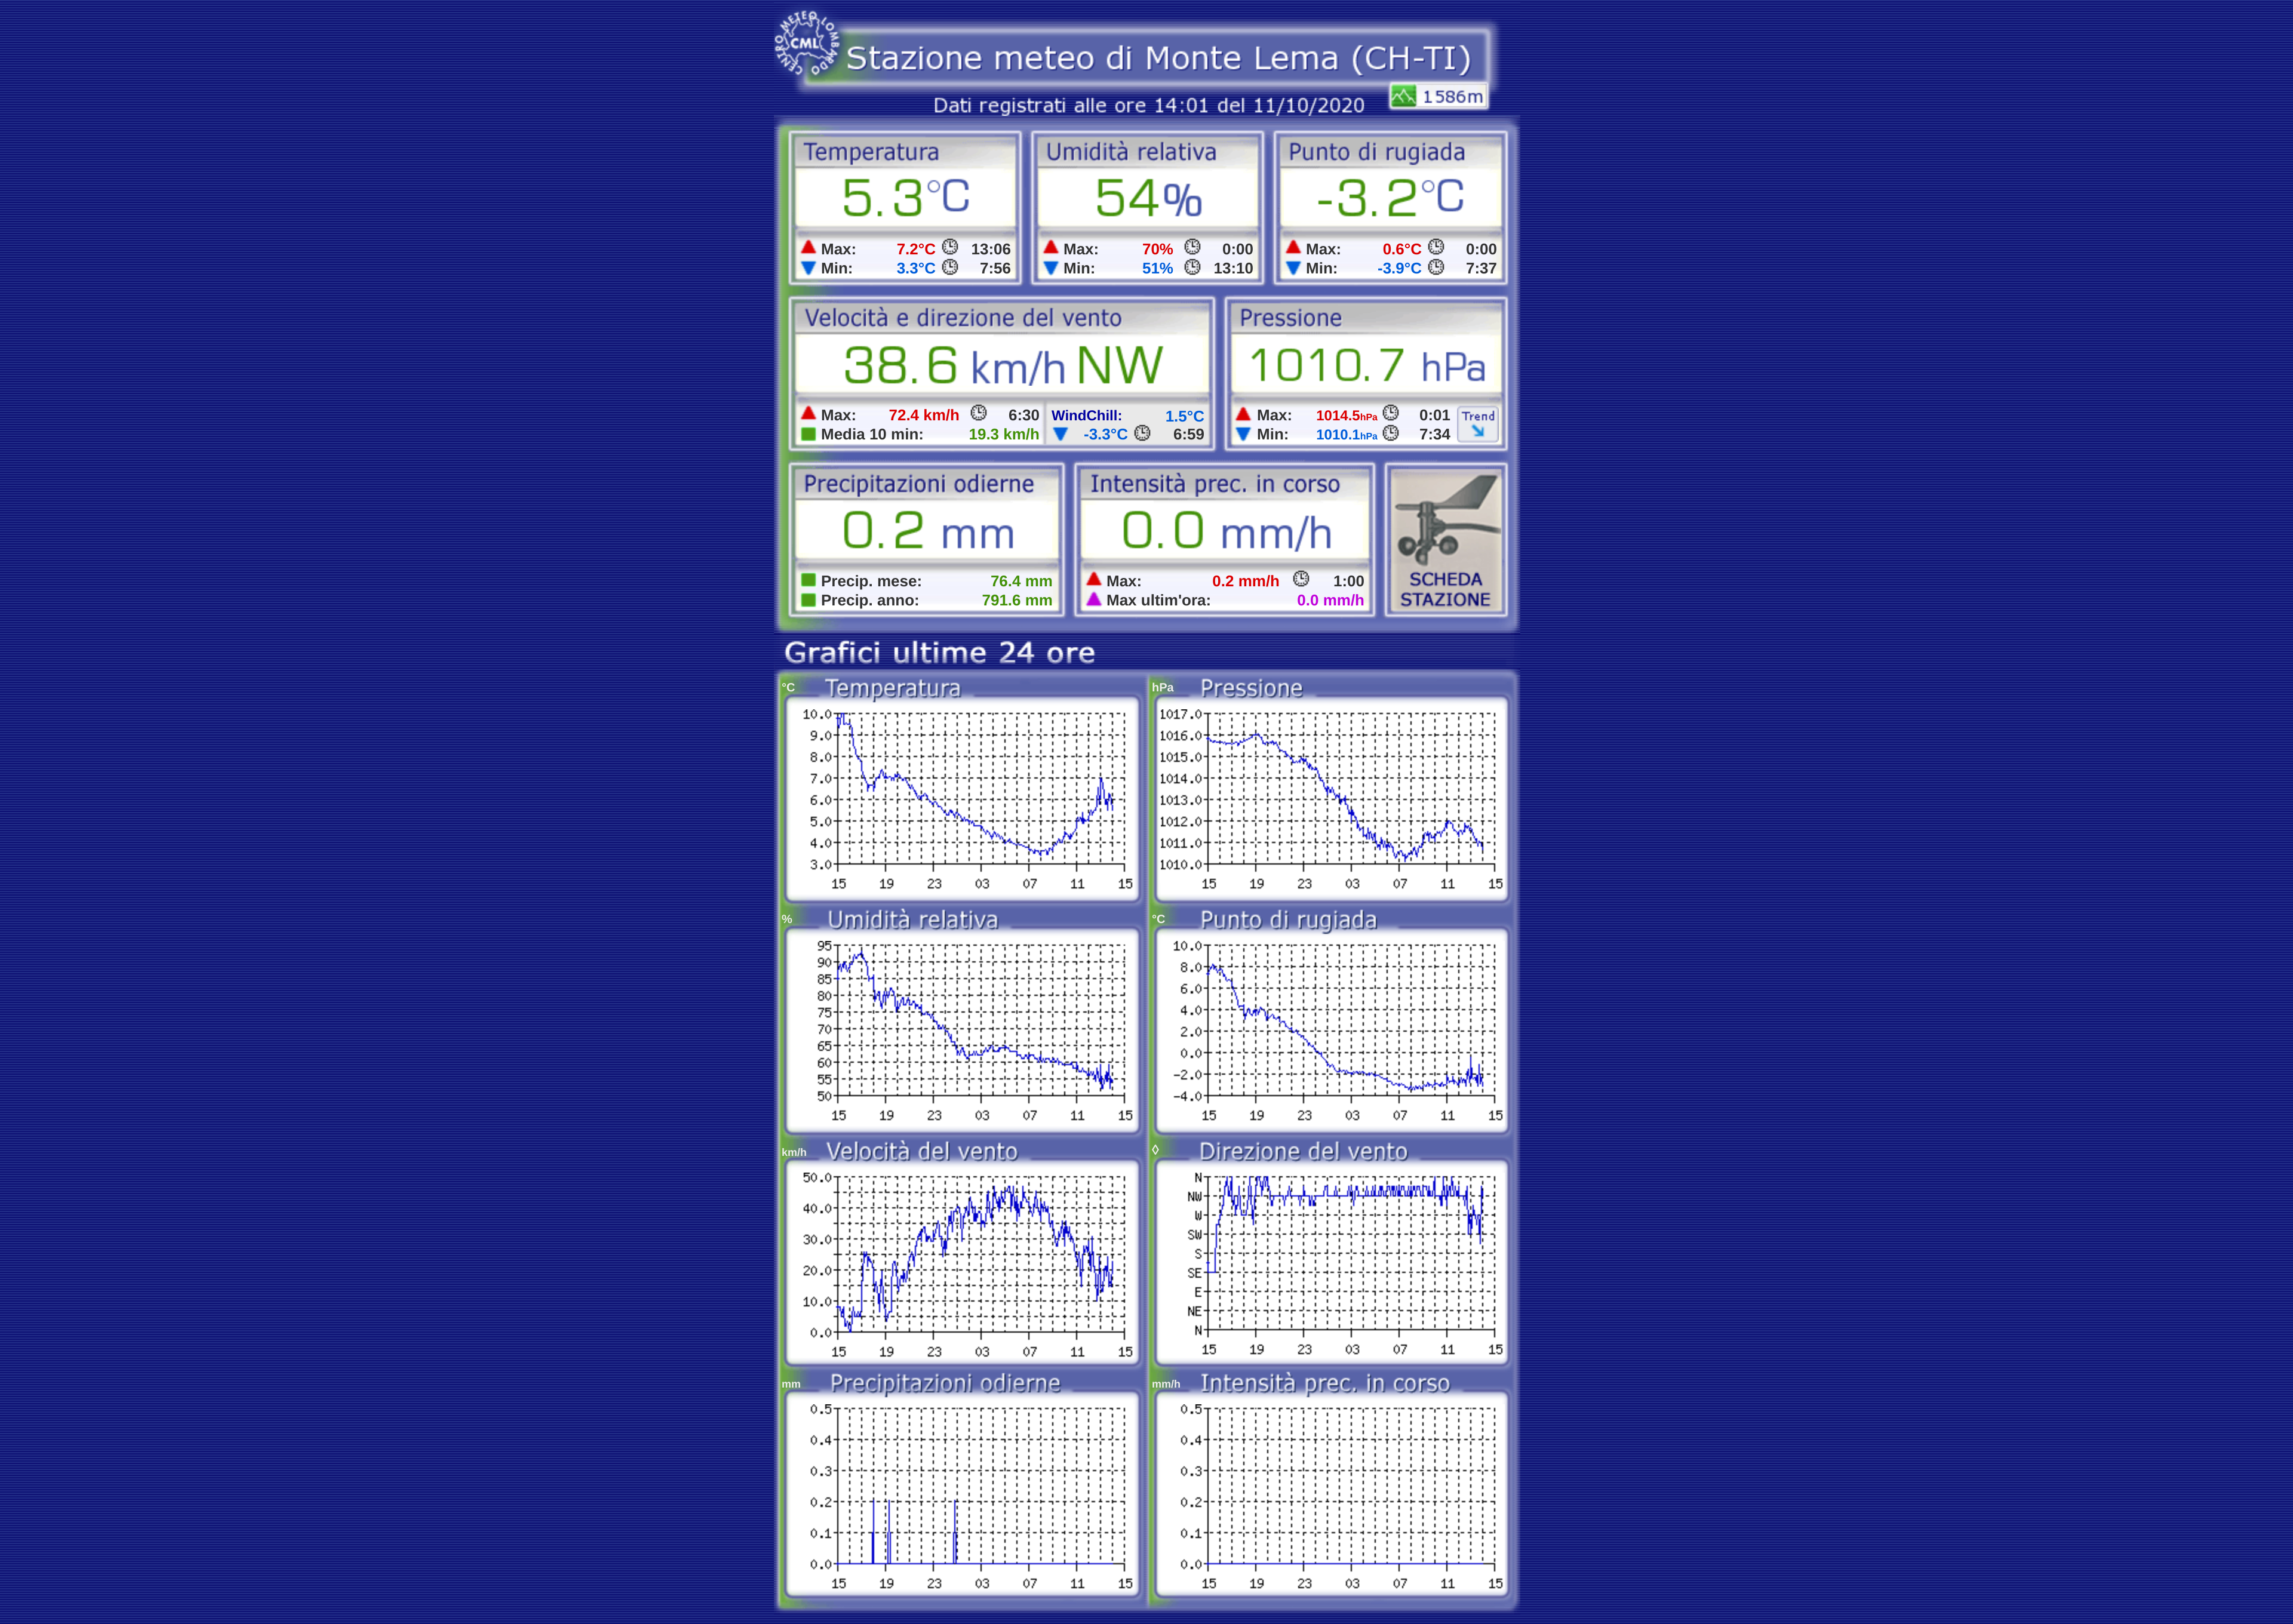 CENTRO METEO LOMBARDO
CML
Stazione meteo di Monte Lema (CH-TI)
Dati registrati alle ore 14:01 del 11/10/2020
1586m
Temperatura
5.3°C
Max: 7.2°C 13:06
Min: 3.3°C 7:56
Umidità relativa
54%
Max: 70% 0:00
Min: 51% 13:10
Punto di rugiada
-3.2°C
Max: 0.6°C 0:00
Min: -3.9°C 7:37
Velocità e direzione del vento
38.6 km/h NW
Max: 72.4 km/h 6:30
Media 10 min: 19.3 km/h
WindChill: 1.5°C
-3.3°C 6:59
Pressione
1010.7 hPa
Max: 1014.5hPa 0:01
Min: 1010.1hPa 7:34
Trend
Precipitazioni odierne
0.2 mm
Precip. mese: 76.4 mm
Precip. anno: 791.6 mm
Intensità prec. in corso
0.0 mm/h
Max: 0.2 mm/h 1:00
Max ultim'ora: 0.0 mm/h
SCHEDA
STAZIONE
Grafici ultime 24 ore
°C Temperatura
10.0
9.0
8.0
7.0
6.0
5.0
4.0
3.0
15 19 23 03 07 11 15
hPa Pressione
1017.0
1016.0
1015.0
1014.0
1013.0
1012.0
1011.0
1010.0
15 19 23 03 07 11 15
% Umidità relativa
95
90
85
80
75
70
65
60
55
50
15 19 23 03 07 11 15
°C Punto di rugiada
10.0
8.0
6.0
4.0
2.0
0.0
-2.0
-4.0
15 19 23 03 07 11 15
km/h Velocità del vento
50.0
40.0
30.0
20.0
10.0
0.0
15 19 23 03 07 11 15
◊ Direzione del vento
N
NW
W
SW
S
SE
E
NE
N
15 19 23 03 07 11 15
mm Precipitazioni odierne
0.5
0.4
0.3
0.2
0.1
0.0
15 19 23 03 07 11 15
mm/h Intensità prec. in corso
0.5
0.4
0.3
0.2
0.1
0.0
15 19 23 03 07 11 15